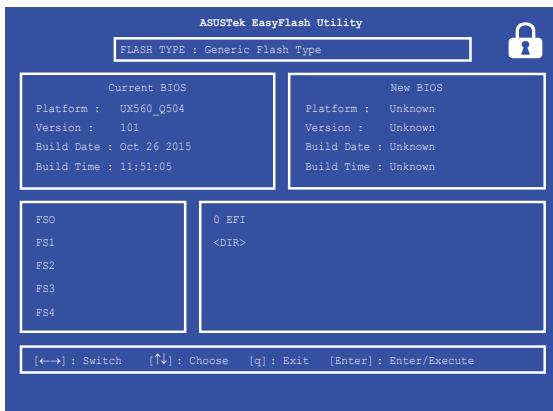 ASUSTek EasyFlash Utility
FLASH TYPE : Generic Flash Type
Current BIOS
Platform : UX560_Q504
Version : 101
Build Date : Oct 26 2015
Build Time : 11:51:05
New BIOS
Platform : Unknown
Version : Unknown
Build Date : Unknown
Build Time : Unknown
FSO
FS1
FS2
FS3
FS4
0 EFI
<DIR>
[←→] : Switch [↑↓] : Choose [q] : Exit [Enter] : Enter/Execute